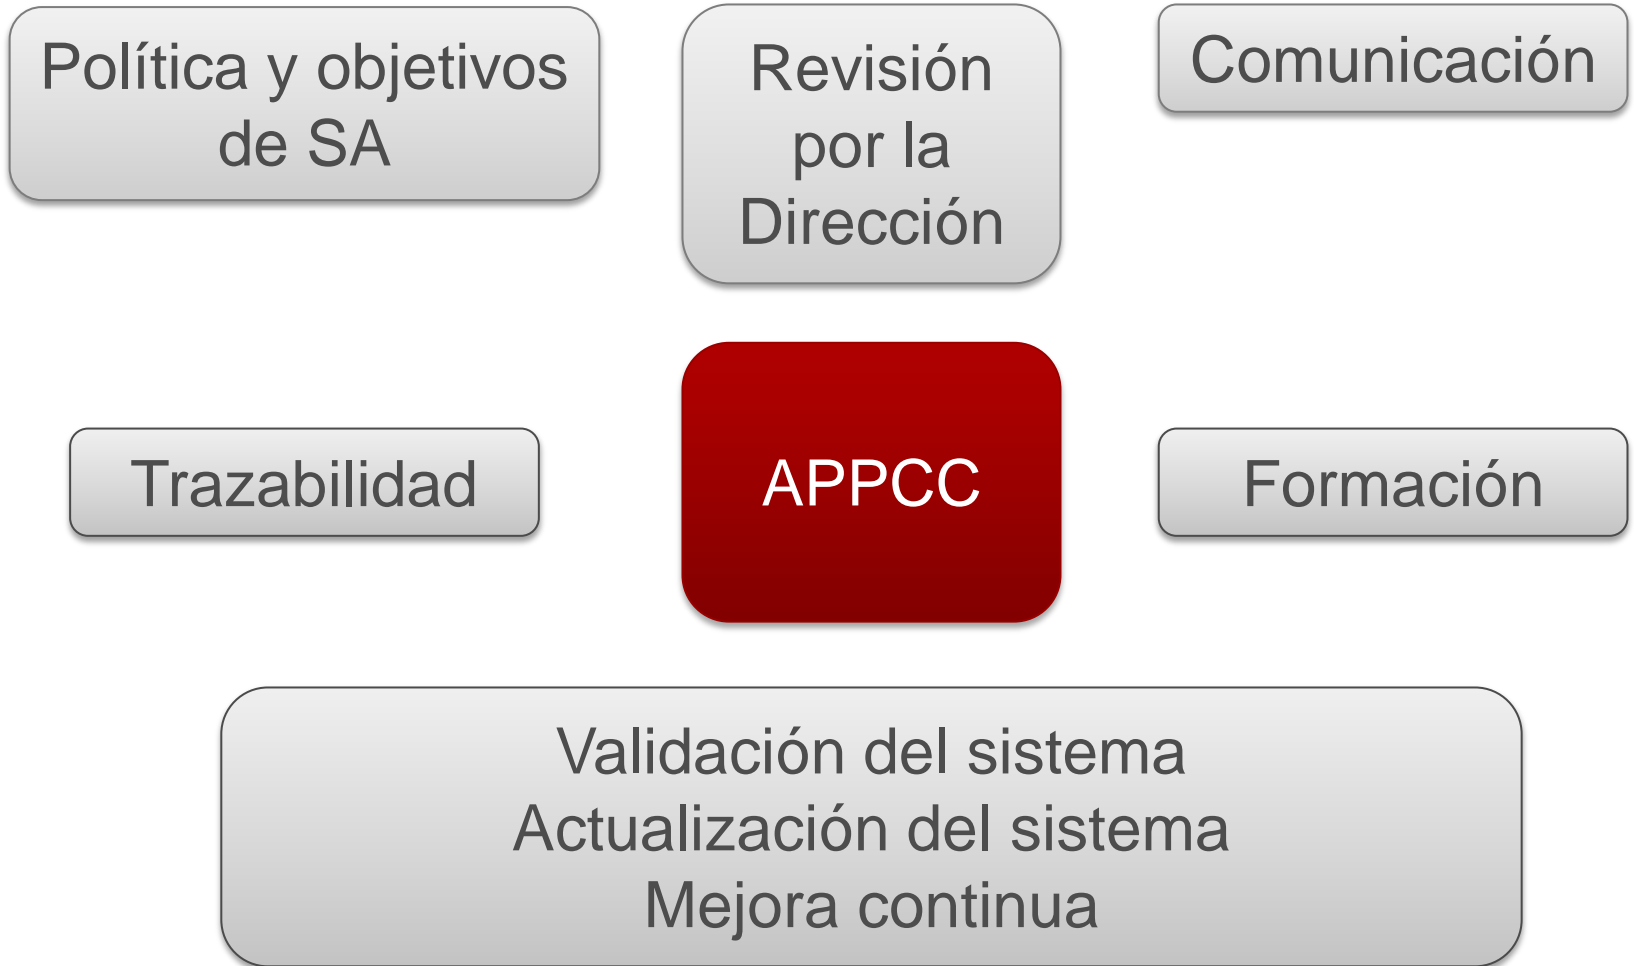 Política y objetivos
de SA
Revisión
por la
Dirección
Comunicación
Trazabilidad
APPCC
Formación
Validación del sistema
Actualización del sistema
Mejora continua